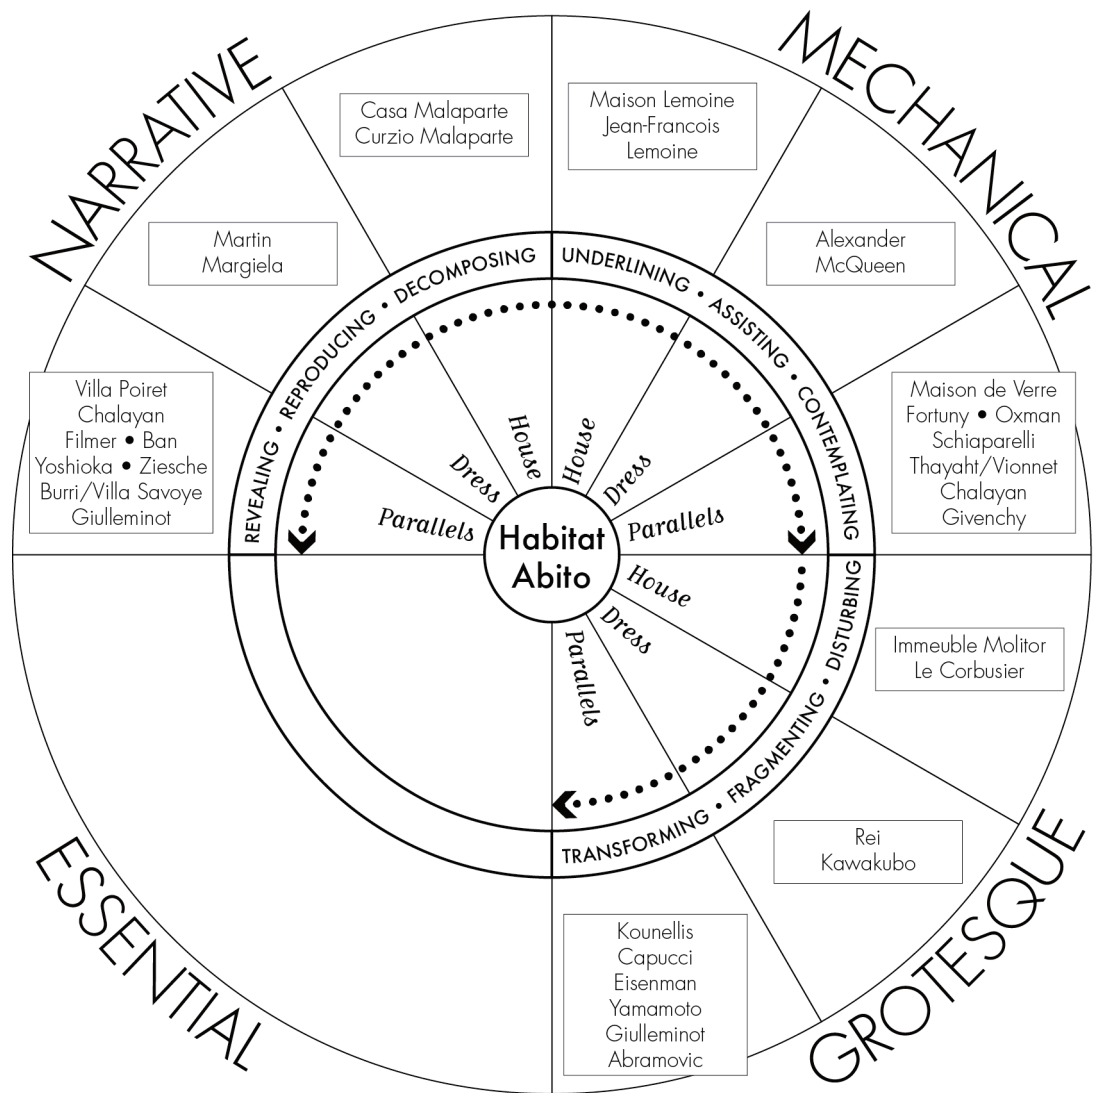 NARRATIVE
MECHANICAL
Casa Malaparte
Curzio Malaparte
Maison Lemoine
Jean-Francois
Lemoine
Martin
Margiela
Alexander
McQueen
Villa Poiret
Chalayan
Filmer • Ban
Yoshioka • Ziesche
Burri/Villa Savoye
Giulleminot
Maison de Verre
Fortuny • Oxman
Schiaparelli
Thayaht/Vionnet
Chalayan
Givenchy
REVEALING • REPRODUCING • DECOMPOSING
UNDERLINING • ASSISTING • CONTEMPLATING
House
House
Dress
Dress
Parallels
Parallels
Habitat
Abito
House
Dress
Parallels
TRANSFORMING • FRAGMENTING • DISTURBING
Immeuble Molitor
Le Corbusier
Rei
Kawakubo
Kounellis
Capucci
Eisenman
Yamamoto
Giulleminot
Abramovic
ESSENTIAL
GROTESQUE